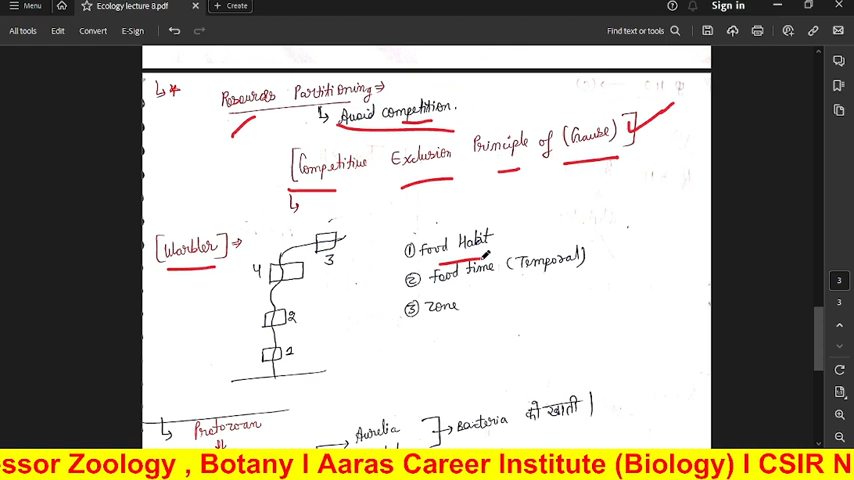 Menu
Ecology lecture 8.pdf
Create
Sign in
All tools
Edit
Convert
E-Sign
Find text or tools
Resources Partitioning
Avoid competition.
[Competitive Exclusion Principle of (Gause)]
[Warbler]
① Food Habit
② food time (Temporal)
③ Zone
3
4
2
1
Protozoan
Aurelia
Bacteria को खाती
3
3
essor Zoology , Botany I Aaras Career Institute (Biology) I CSIR N